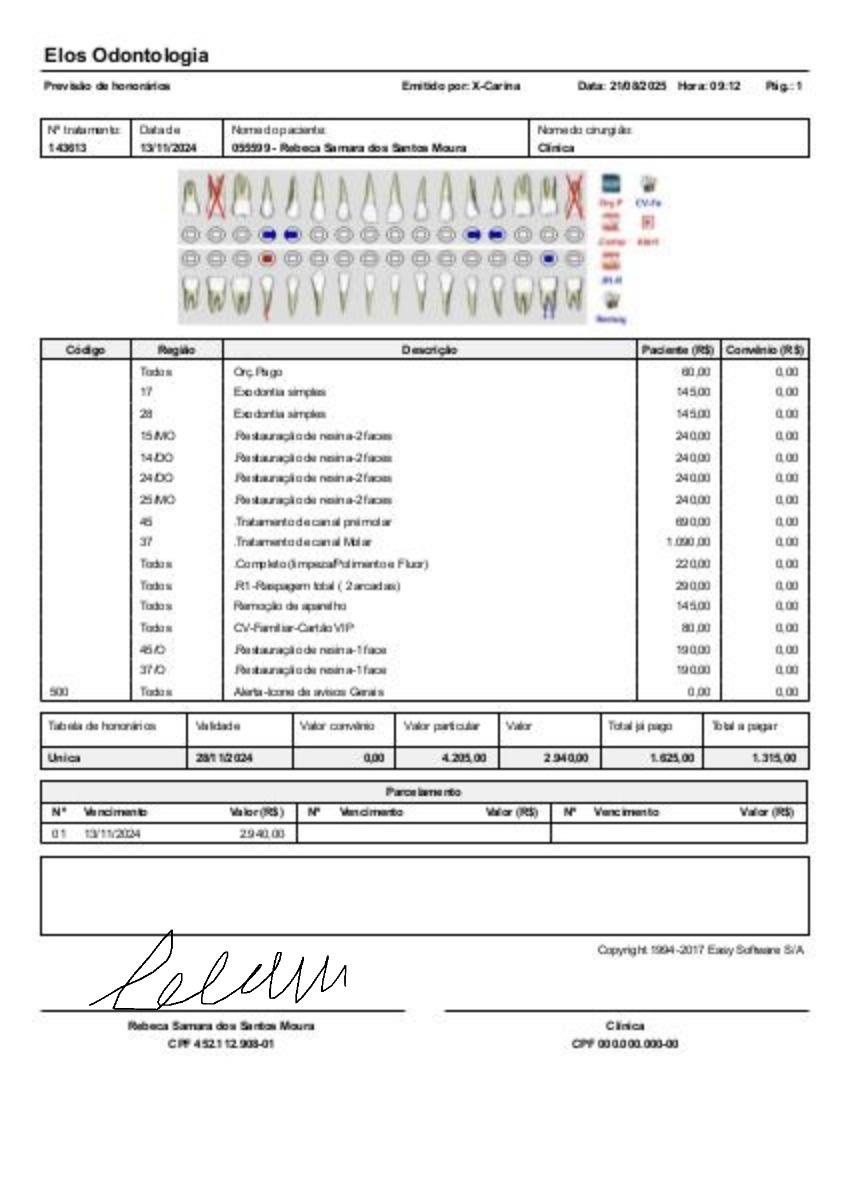 Elos Odontologia
Previsão de honorários Emitido por: X-Carina Data: 21/08/2025 Hora: 09:12 Pág.: 1
Nº tratamento: Data de Nome do paciente: Nome do cirurgião:
143613 13/11/2024 055599 - Rebeca Samara dos Santos Moura Clínica
Orç.P CV-Fa
Comp Alert
.R1-R
Remoç
Código Região Descrição Paciente (R$) Convênio (R$)
Todos Orç.Pago 60,00 0,00
17 Exodontia simples 145,00 0,00
28 Exodontia simples 145,00 0,00
15/MO .Restauração de resina-2 faces 240,00 0,00
14/DO .Restauração de resina-2 faces 240,00 0,00
24/DO .Restauração de resina-2 faces 240,00 0,00
25/MO .Restauração de resina-2 faces 240,00 0,00
45 .Tratamento de canal pré molar 690,00 0,00
37 .Tratamento de canal Molar 1.090,00 0,00
Todos .Completo (limpeza/Polimento e Fluor) 220,00 0,00
Todos .R1-Raspagem total ( 2 arcadas) 290,00 0,00
Todos Remoção de aparelho 145,00 0,00
Todos CV-Familiar-Cartão VIP 80,00 0,00
45/O .Restauração de resina-1 face 190,00 0,00
37/O .Restauração de resina-1 face 190,00 0,00
500 Todos Alerta-Icone de avisos Gerais 0,00 0,00
Tabela de honorários Validade Valor convênio Valor particular Valor Total já pago Total a pagar
Unica 28/11/2024 0,00 4.205,00 2.940,00 1.625,00 1.315,00
Parcelamento
Nº Vencimento Valor (R$) Nº Vencimento Valor (R$) Nº Vencimento Valor (R$)
01 13/11/2024 2.940,00
Copyright 1994-2017 Easy Software S/A
Rebeca Samara dos Santos Moura Clínica
CPF 452.112.908-01 CPF 000.000.000-00